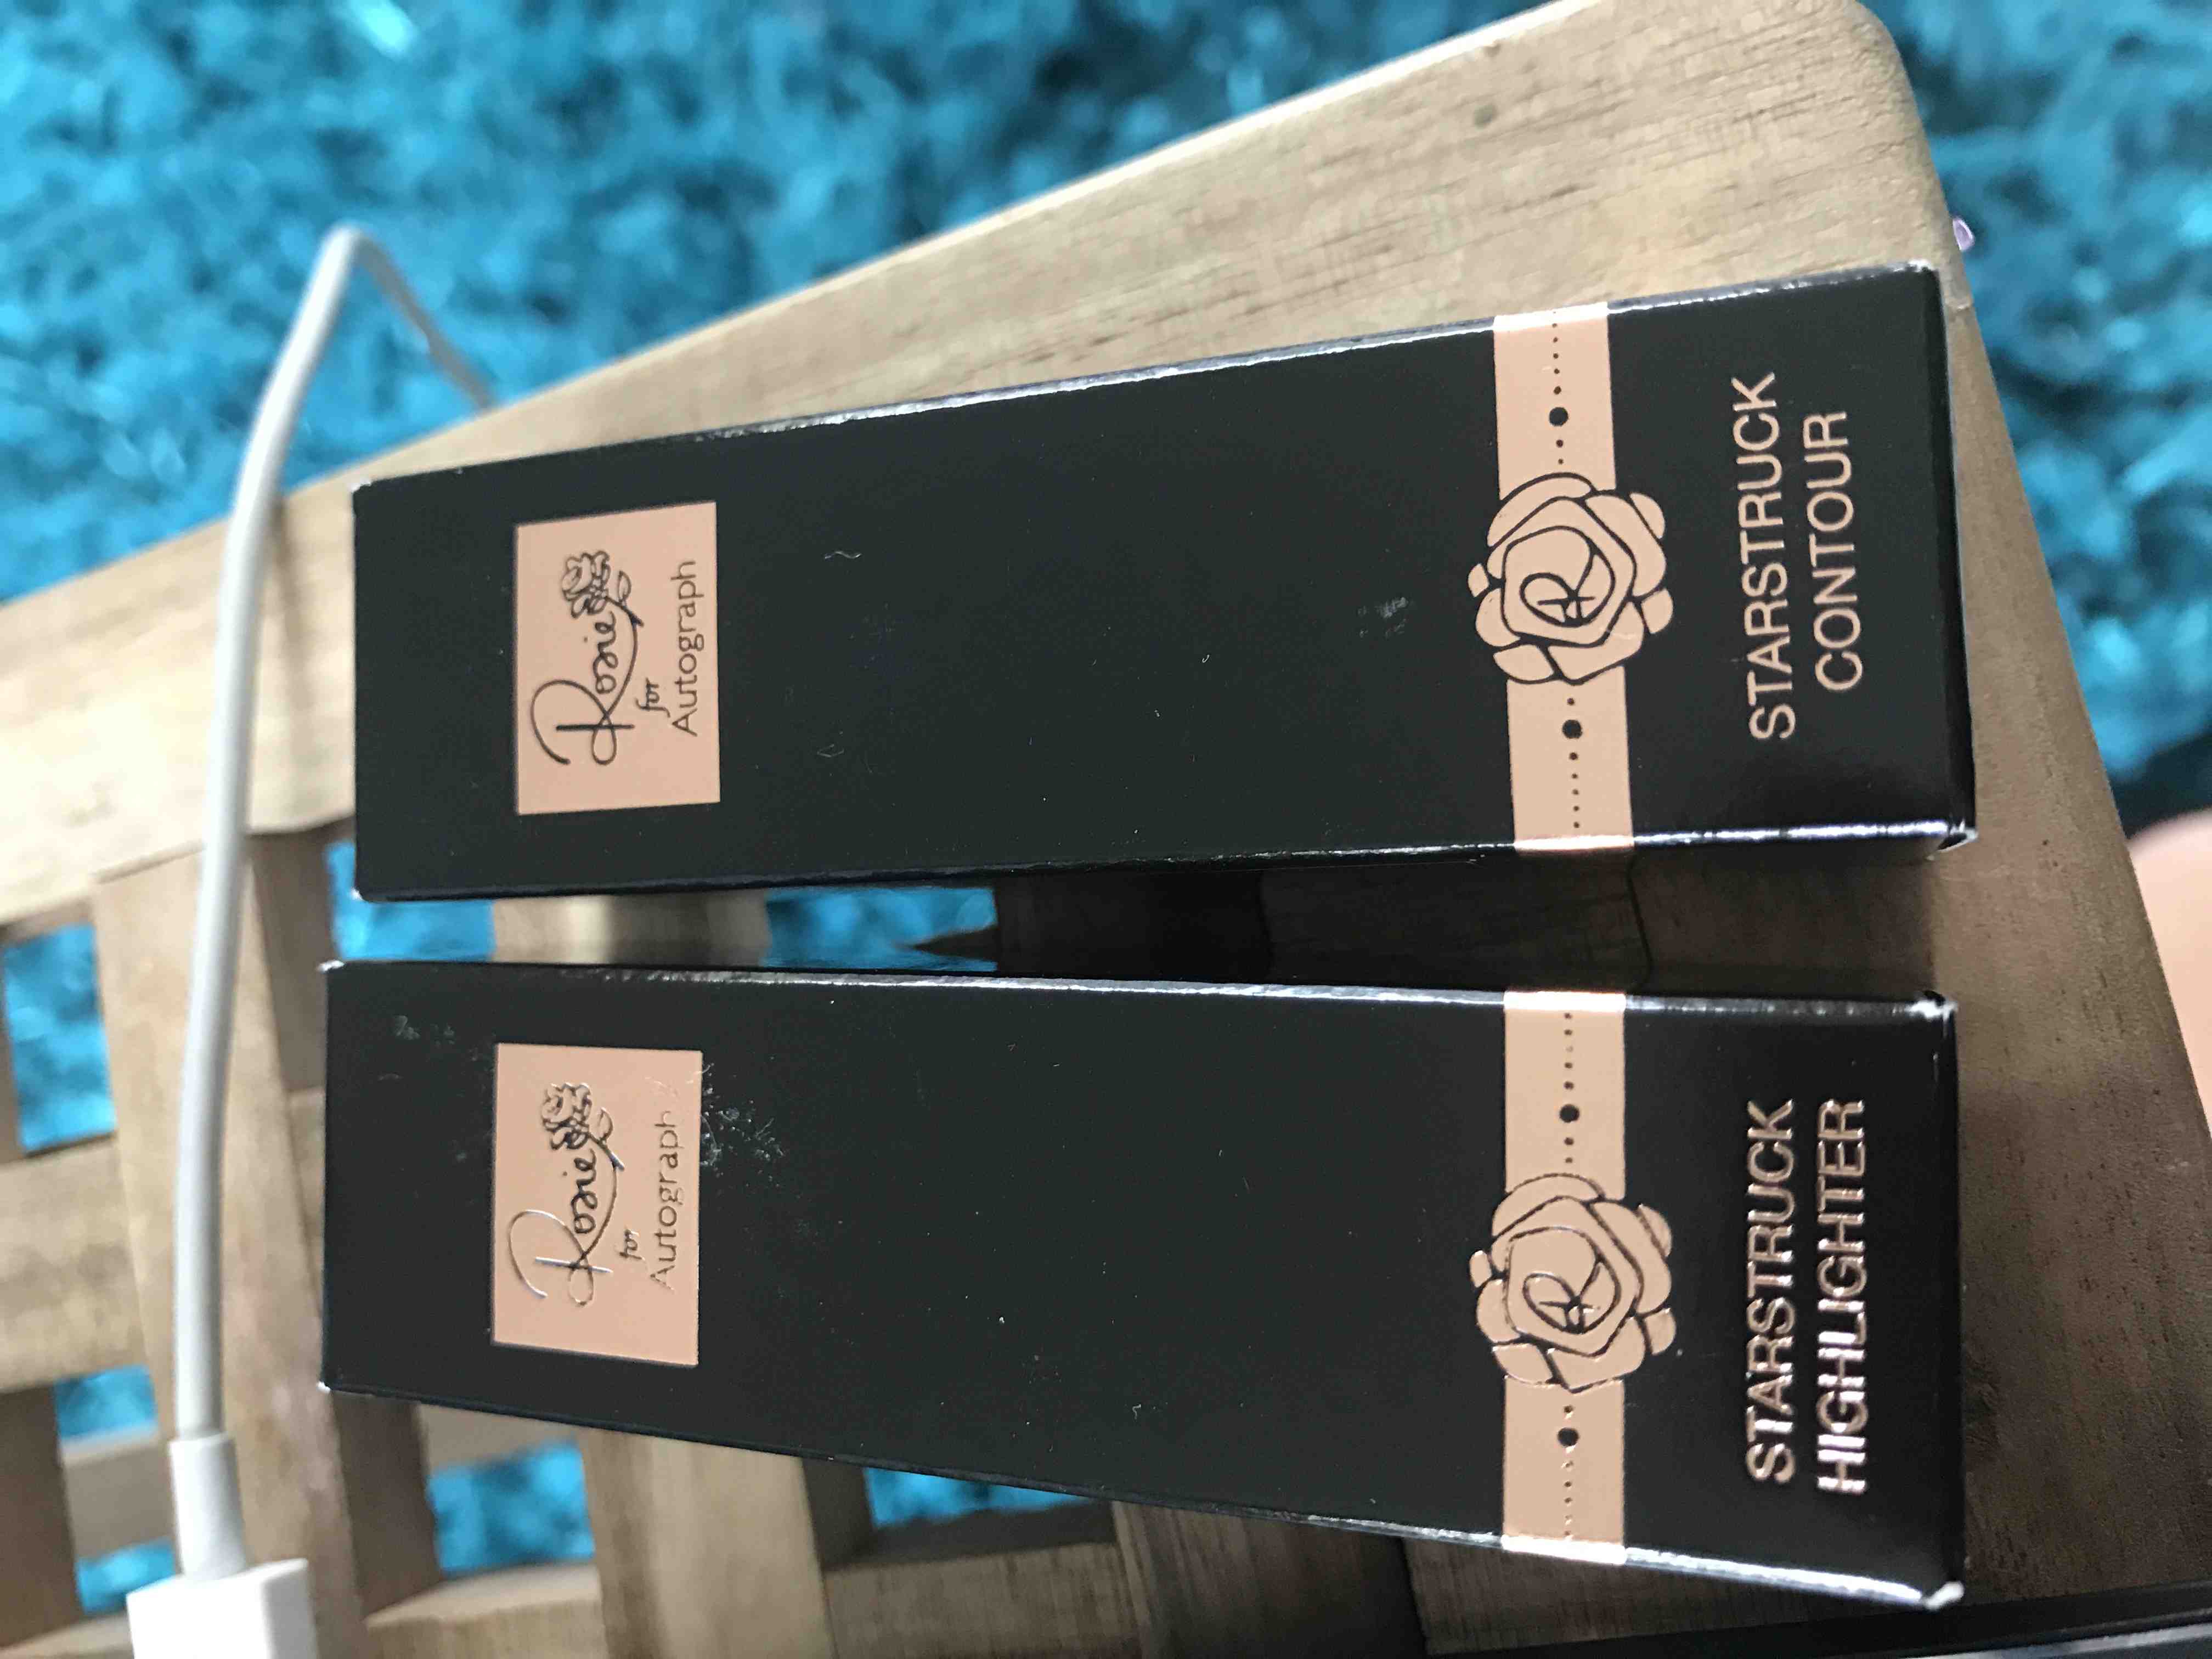 Rosie
for
Autograph
R
STARSTRUCK
CONTOUR
Rosie
for
Autograph
R
STARSTRUCK
HIGHLIGHTER